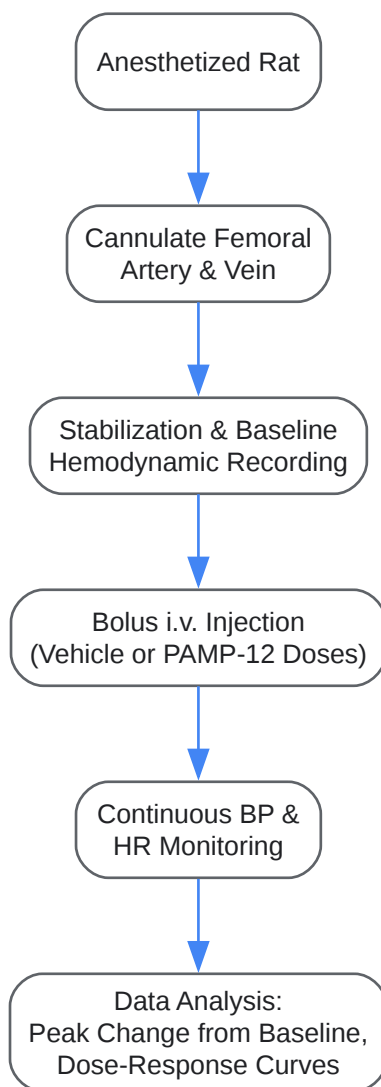 Anesthetized Rat
Cannulate Femoral
Artery & Vein
Stabilization & Baseline
Hemodynamic Recording
Bolus i.v. Injection
(Vehicle or PAMP-12 Doses)
Continuous BP &
HR Monitoring
Data Analysis:
Peak Change from Baseline,
Dose-Response Curves